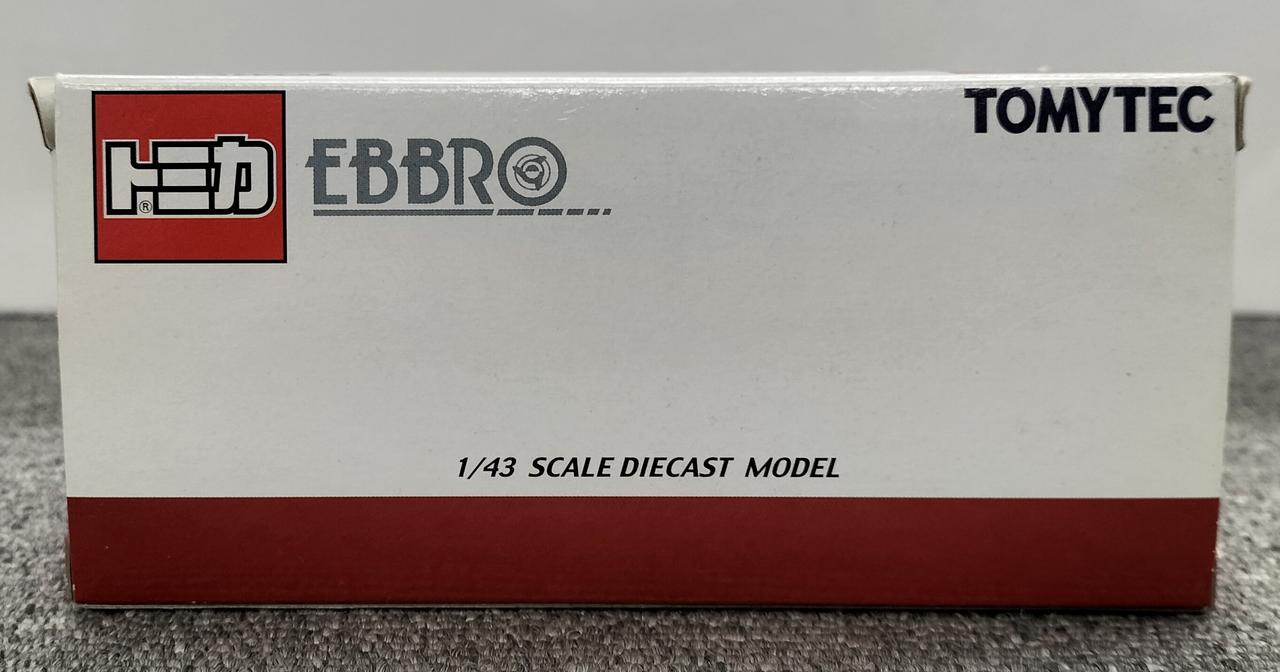 トミカ®
EBBRO
TOMYTEC
1/43 SCALE DIECAST MODEL